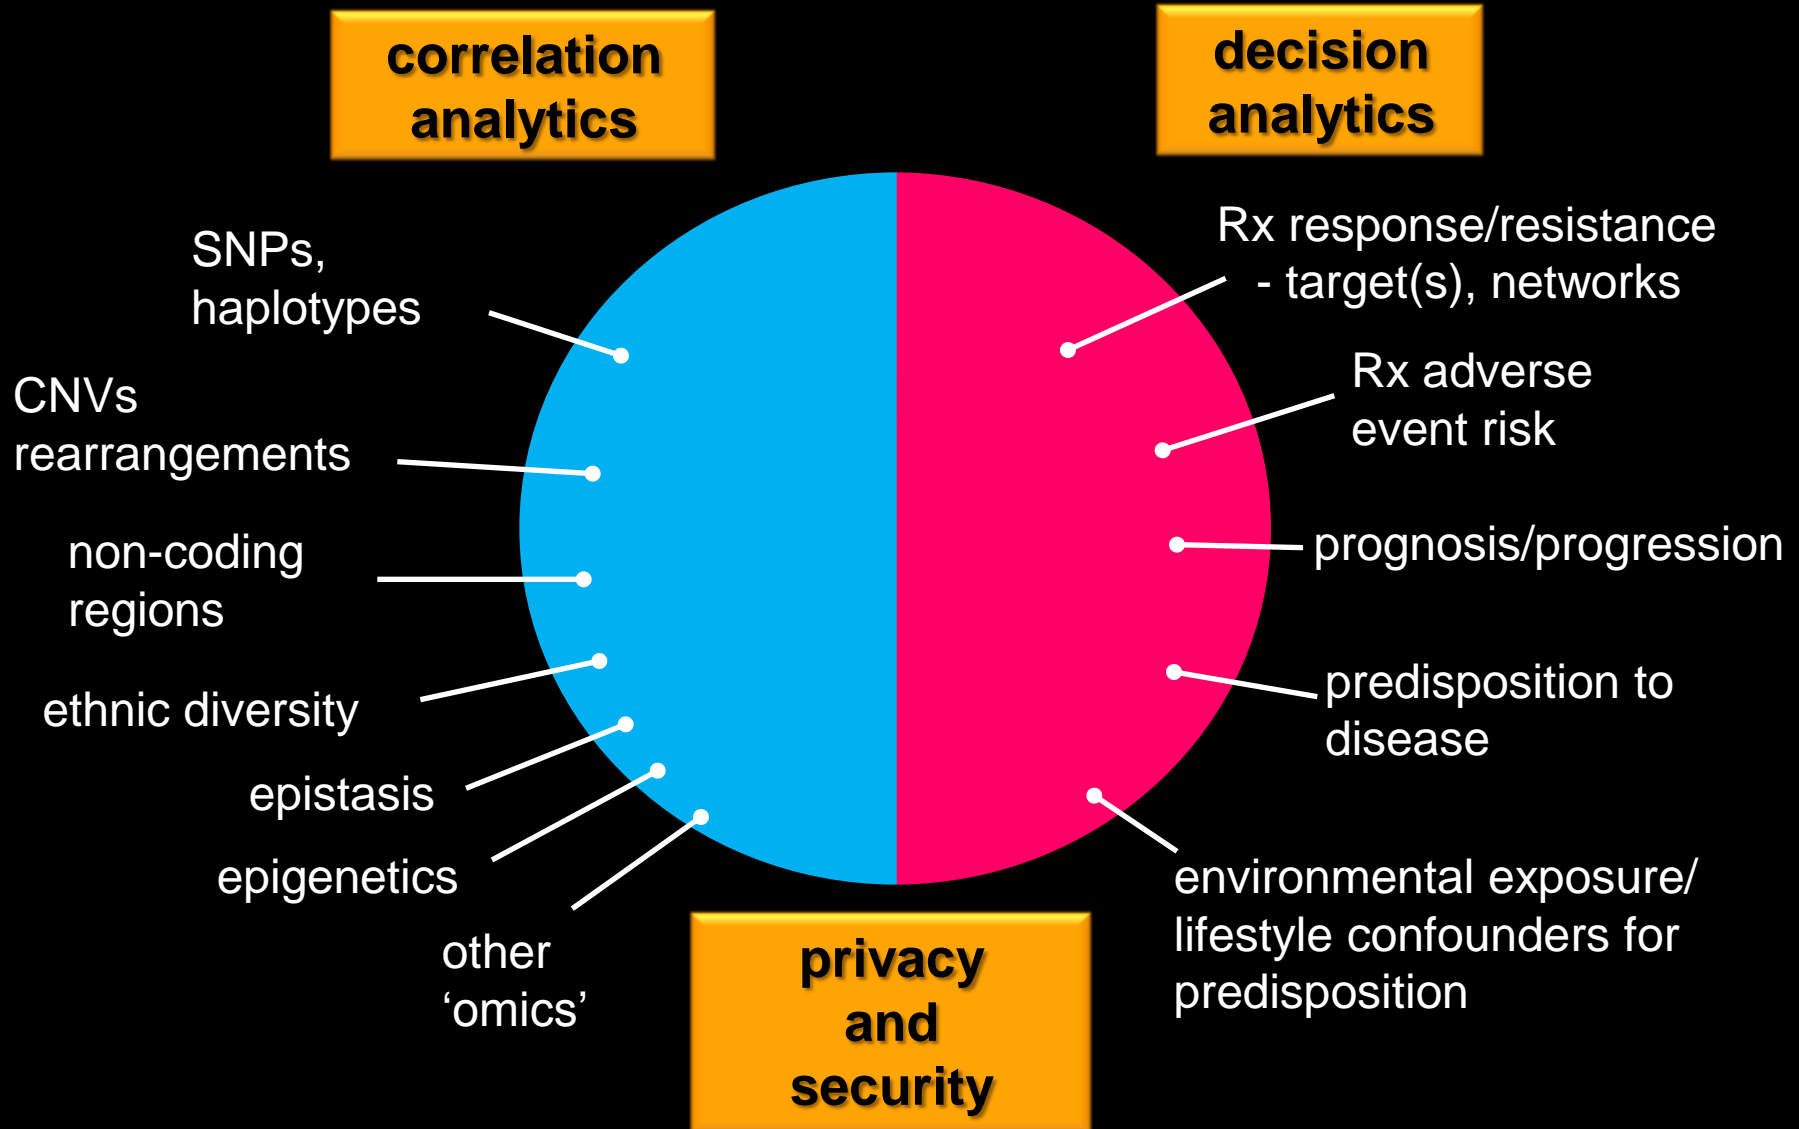 correlation
analytics
decision
analytics
SNPs,
haplotypes
CNVs
rearrangements
non-coding
regions
ethnic diversity
epistasis
epigenetics
other
‘omics’
Rx response/resistance
- target(s), networks
Rx adverse
event risk
prognosis/progression
predisposition to
disease
environmental exposure/
lifestyle confounders for
predisposition
privacy
and
security